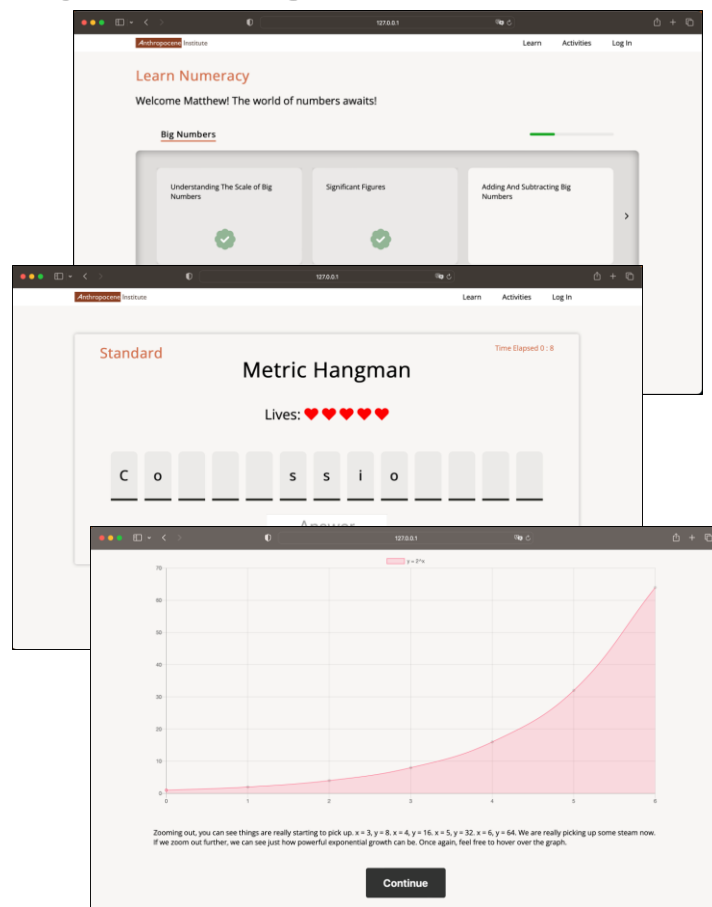 127.0.0.1
Anthropocene Institute
Learn Activities Log In
Learn Numeracy
Welcome Matthew! The world of numbers awaits!
Big Numbers
Understanding The Scale of Big
Numbers
Significant Figures
Adding And Subtracting Big
Numbers
127.0.0.1
Anthropocene Institute
Learn Activities Log In
Standard
Time Elapsed 0 : 8
Metric Hangman
Lives:
C o s s i o
127.0.0.1
y = 2^x
70
60
50
40
30
20
10
0
0 1 2 3 4 5 6
Zooming out, you can see things are really starting to pick up. x = 3, y = 8. x = 4, y = 16. x = 5, y = 32. x = 6, y = 64. We are really picking up some steam now.
If we zoom out further, we can see just how powerful exponential growth can be. Once again, feel free to hover over the graph.
Continue